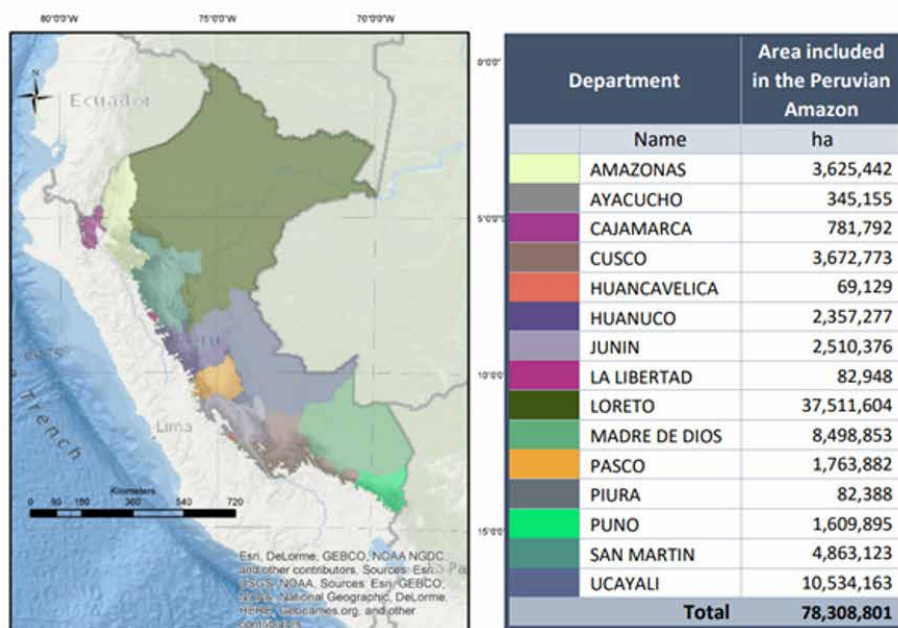 80°0'0"W 75°0'0"W 70°0'0"W
N
Ecuador
Peru
Lima
Trench
Kilometers
0 90 180 360 540 720
Esri, DeLorme, GEBCO, NOAA NGDC,
and other contributors, Sources: Esri,
USGS, NOAA, Sources: Esri, GEBCO,
NOAA, National Geographic, DeLorme,
HERE, Geonames.org, and other
contributors
0°0'0"
5°0'0"
10°0'0"
15°0'0"
Department
Area included
in the Peruvian
Amazon
Name ha
AMAZONAS 3,625,442
AYACUCHO 345,155
CAJAMARCA 781,792
CUSCO 3,672,773
HUANCAVELICA 69,129
HUANUCO 2,357,277
JUNIN 2,510,376
LA LIBERTAD 82,948
LORETO 37,511,604
MADRE DE DIOS 8,498,853
PASCO 1,763,882
PIURA 82,388
PUNO 1,609,895
SAN MARTIN 4,863,123
UCAYALI 10,534,163
Total 78,308,801